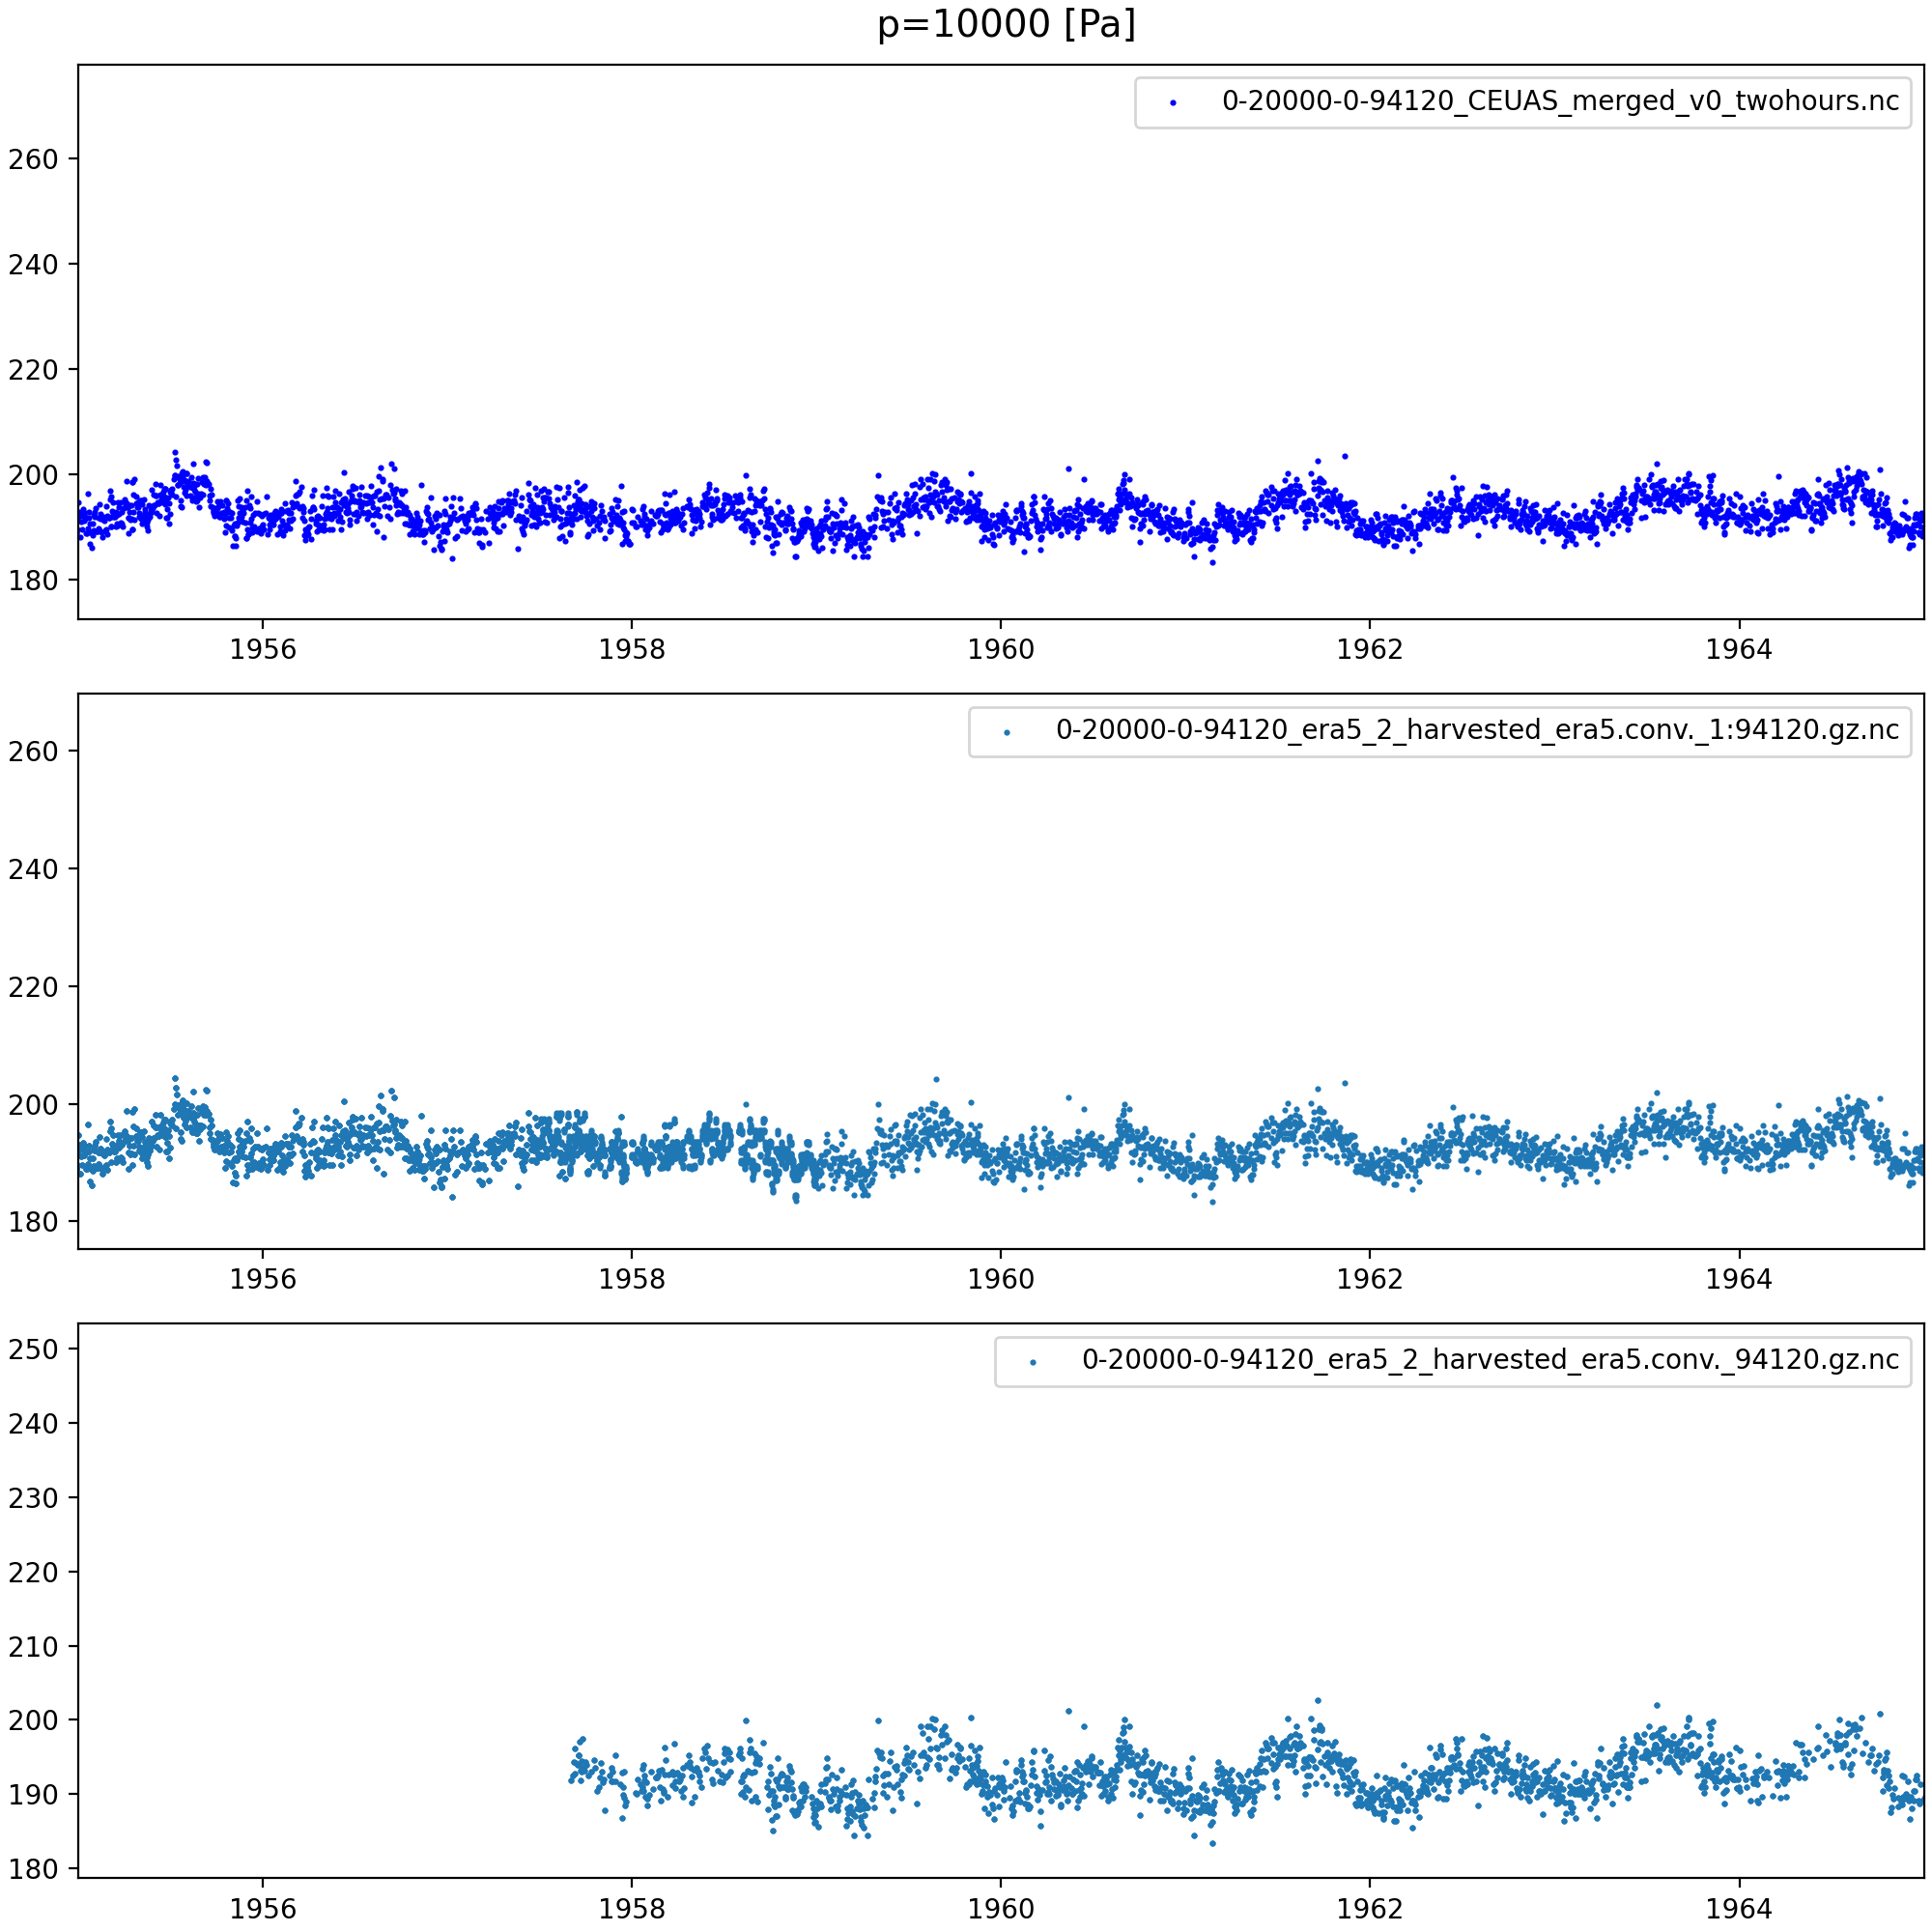 p=10000 [Pa]
0-20000-0-94120_CEUAS_merged_v0_twohours.nc
260
240
220
200
180
1956 1958 1960 1962 1964
0-20000-0-94120_era5_2_harvested_era5.conv._1:94120.gz.nc
260
240
220
200
180
1956 1958 1960 1962 1964
0-20000-0-94120_era5_2_harvested_era5.conv._94120.gz.nc
250
240
230
220
210
200
190
180
1956 1958 1960 1962 1964